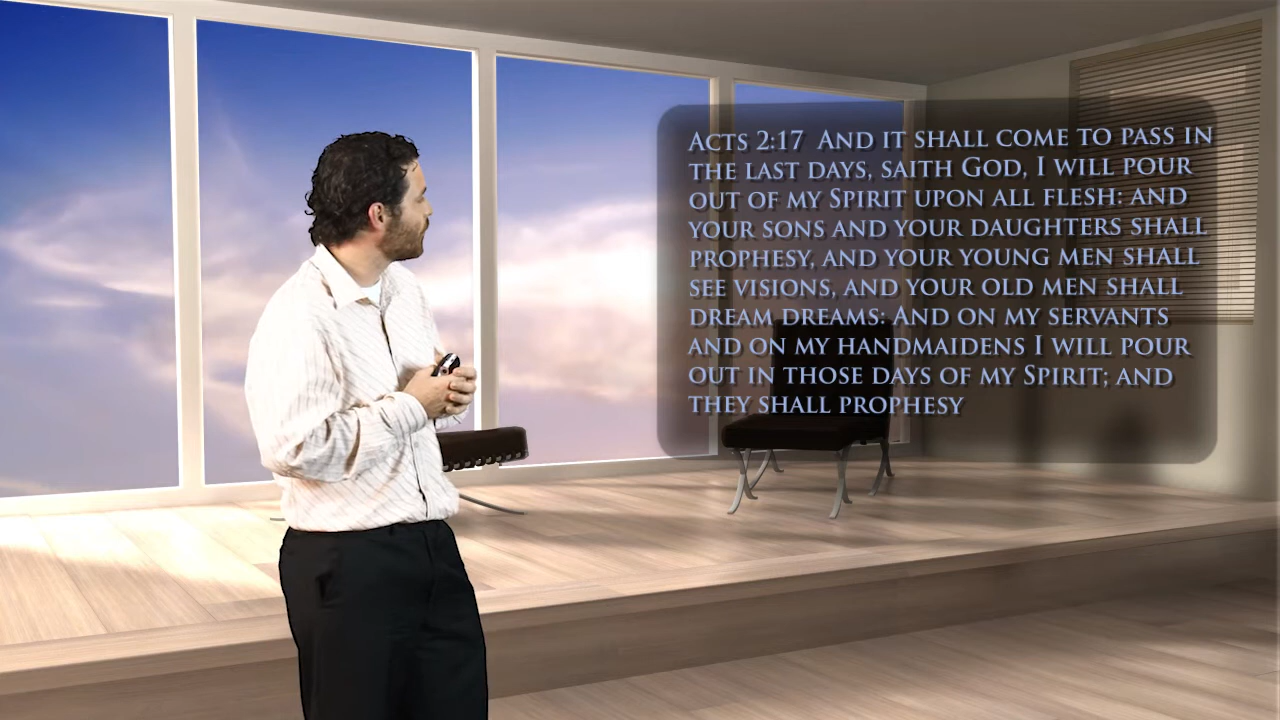 Acts 2:17 And it shall come to pass in
the last days, saith God, I will pour
out of my Spirit upon all flesh: and
your sons and your daughters shall
prophesy, and your young men shall
see visions, and your old men shall
dream dreams: And on my servants
and on my handmaidens I will pour
out in those days of my Spirit; and
they shall prophesy